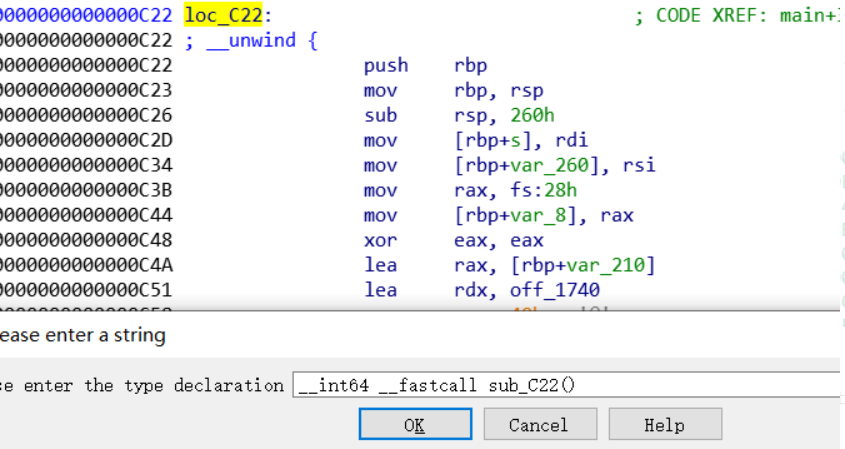 0000000000000C22 loc_C22: ; CODE XREF: main+
0000000000000C22 ; __unwind {
0000000000000C22 push rbp
0000000000000C23 mov rbp, rsp
0000000000000C26 sub rsp, 260h
0000000000000C2D mov [rbp+s], rdi
0000000000000C34 mov [rbp+var_260], rsi
0000000000000C3B mov rax, fs:28h
0000000000000C44 mov [rbp+var_8], rax
0000000000000C48 xor eax, eax
0000000000000C4A lea rax, [rbp+var_210]
0000000000000C51 lea rdx, off_1740
ease enter a string
se enter the type declaration __int64 __fastcall sub_C22()
OK Cancel Help